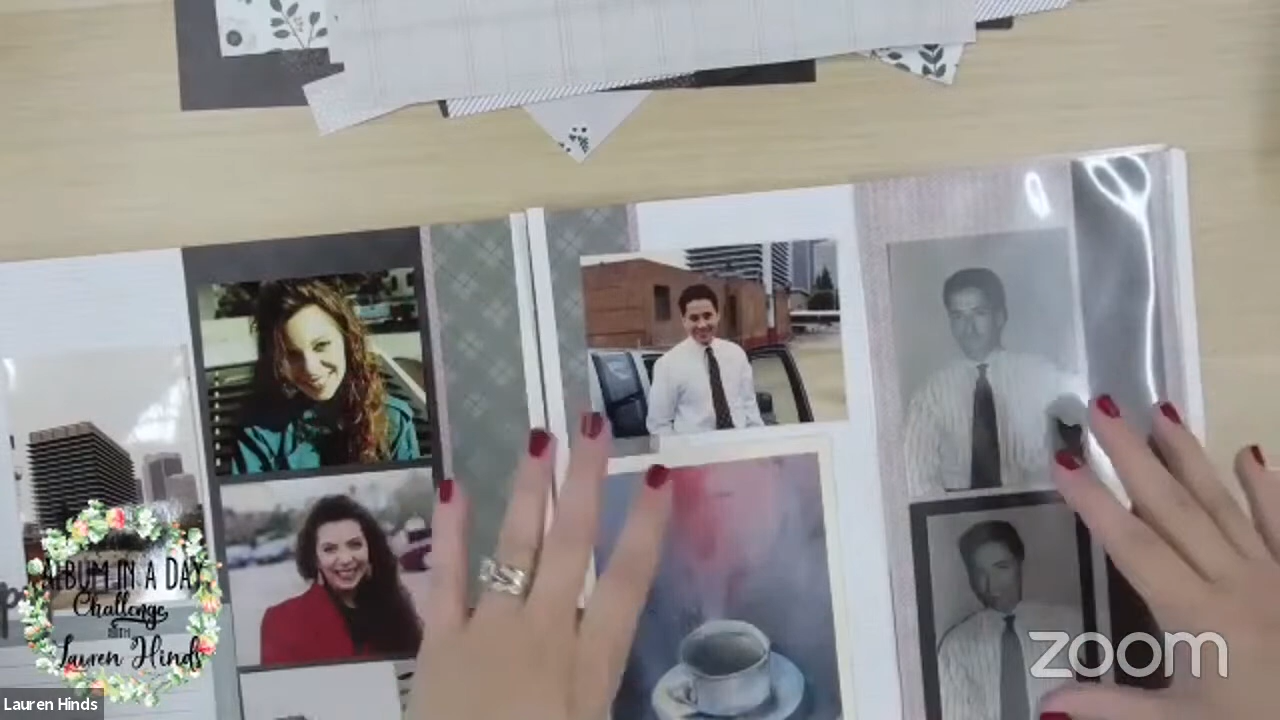 ALBUM IN A DAY
Challenge
WITH
Lauren Hinds
Lauren Hinds
zoom